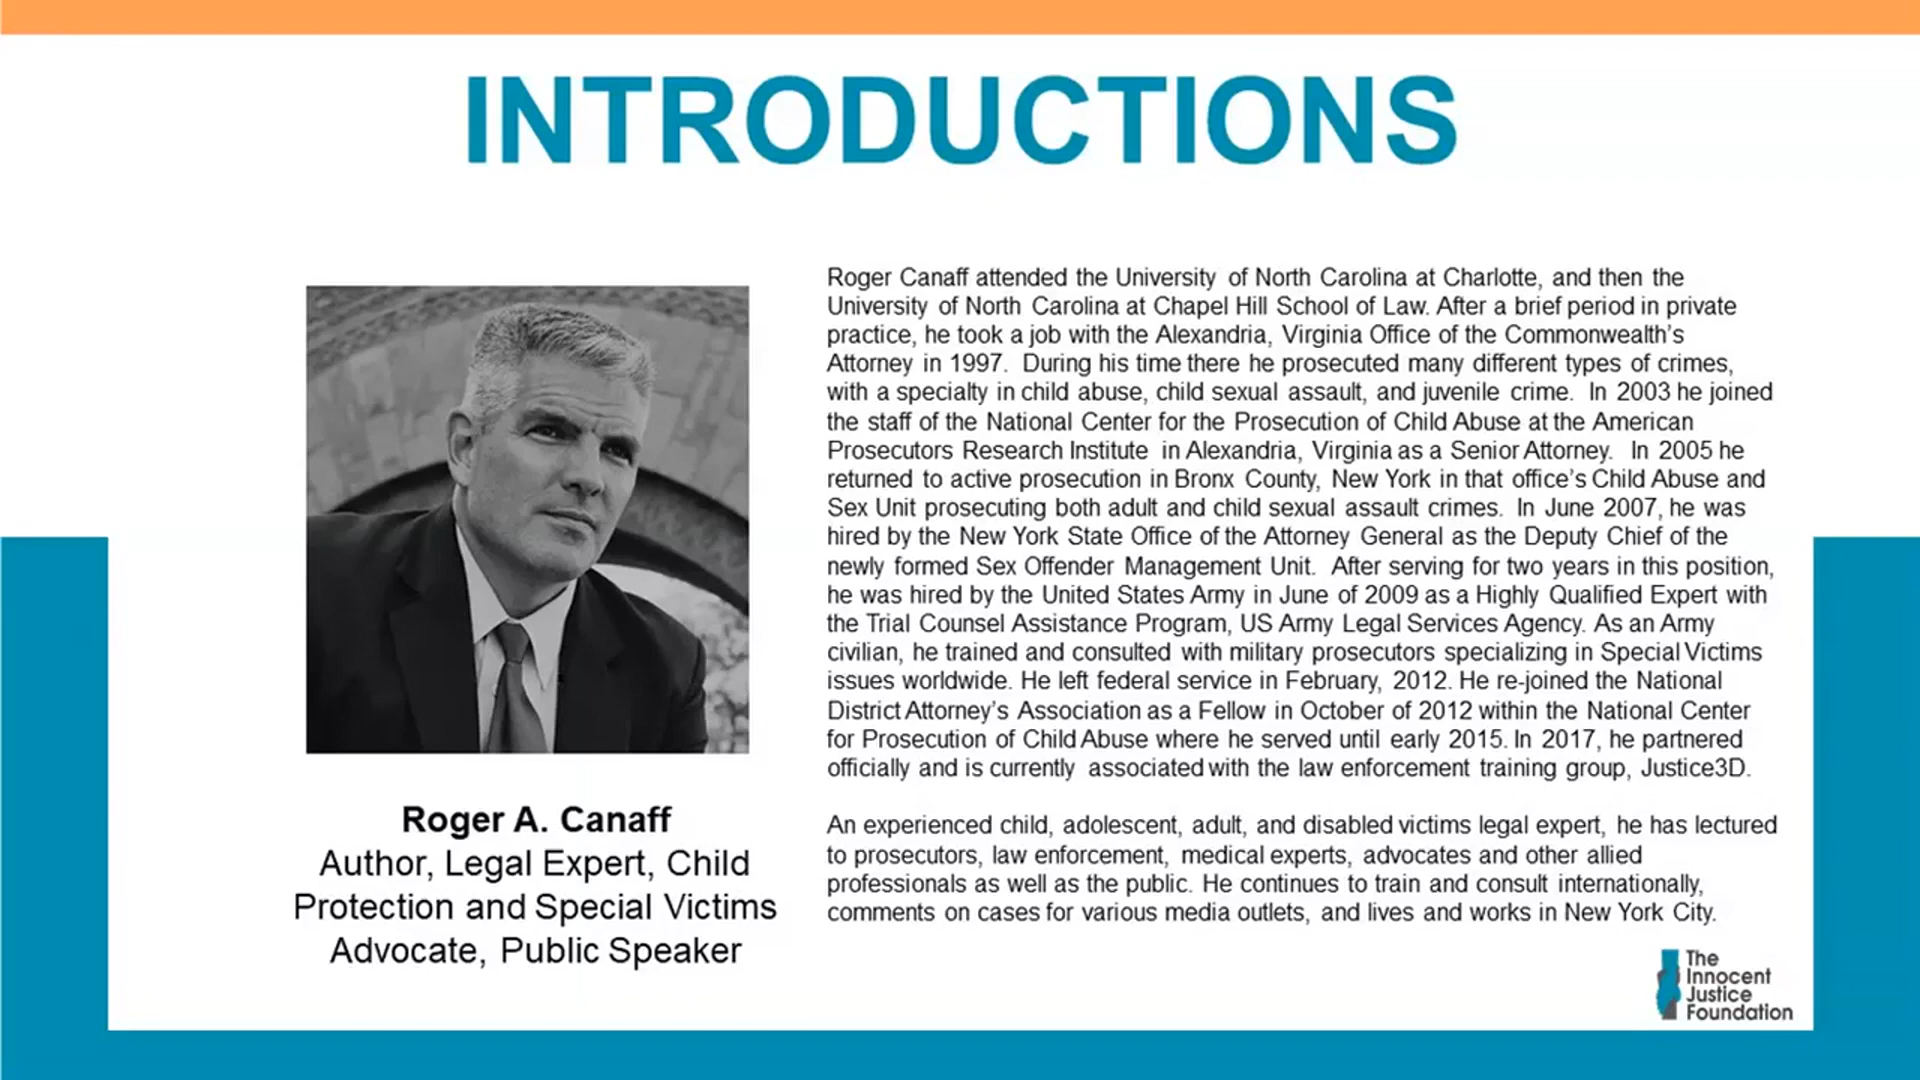 INTRODUCTIONS
Roger Canaff attended the University of North Carolina at Charlotte, and then the
University of North Carolina at Chapel Hill School of Law. After a brief period in private
practice, he took a job with the Alexandria, Virginia Office of the Commonwealth's
Attorney in 1997. During his time there he prosecuted many different types of crimes,
with a specialty in child abuse, child sexual assault, and juvenile crime. In 2003 he joined
the staff of the National Center for the Prosecution of Child Abuse at the American
Prosecutors Research Institute in Alexandria, Virginia as a Senior Attorney. In 2005 he
returned to active prosecution in Bronx County, New York in that office's Child Abuse and
Sex Unit prosecuting both adult and child sexual assault crimes. In June 2007, he was
hired by the New York State Office of the Attorney General as the Deputy Chief of the
newly formed Sex Offender Management Unit. After serving for two years in this position,
he was hired by the United States Army in June of 2009 as a Highly Qualified Expert with
the Trial Counsel Assistance Program, US Army Legal Services Agency. As an Army
civilian, he trained and consulted with military prosecutors specializing in Special Victims
issues worldwide. He left federal service in February, 2012. He re-joined the National
District Attorney's Association as a Fellow in October of 2012 within the National Center
for Prosecution of Child Abuse where he served until early 2015. In 2017, he partnered
officially and is currently associated with the law enforcement training group, Justice3D.
An experienced child, adolescent, adult, and disabled victims legal expert, he has lectured
to prosecutors, law enforcement, medical experts, advocates and other allied
professionals as well as the public. He continues to train and consult internationally,
comments on cases for various media outlets, and lives and works in New York City.
Roger A. Canaff
Author, Legal Expert, Child
Protection and Special Victims
Advocate, Public Speaker
The
Innocent
Justice
Foundation